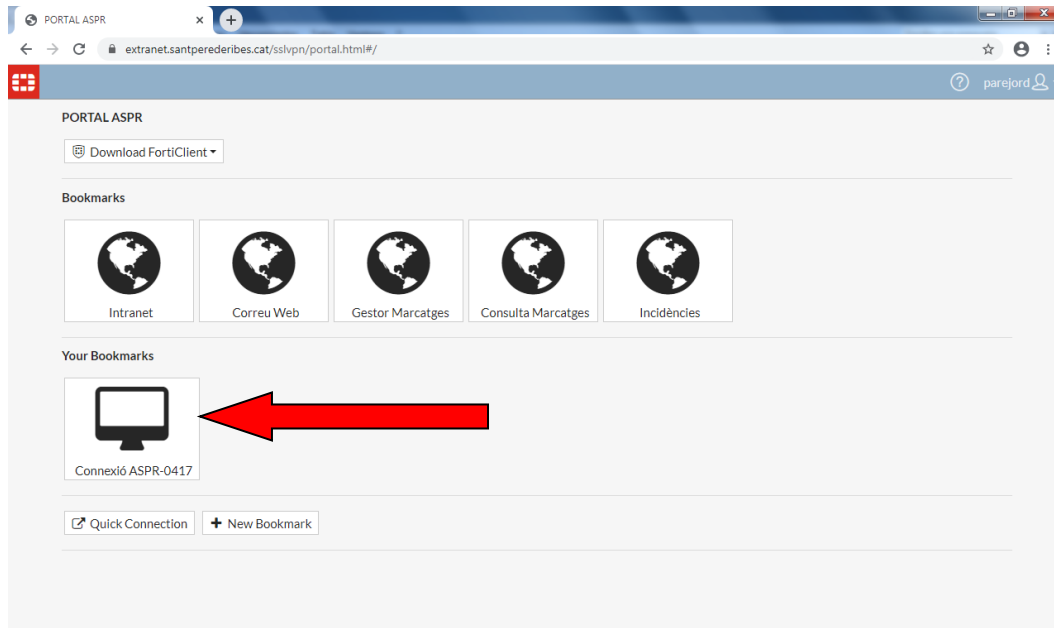 PORTAL ASPR
extranet.santperederibes.cat/sslvpn/portal.html#/
parejord
PORTAL ASPR
Download FortiClient
Bookmarks
Intranet
Correu Web
Gestor Marcatges
Consulta Marcatges
Incidències
Your Bookmarks
Connexió ASPR-0417
Quick Connection
New Bookmark